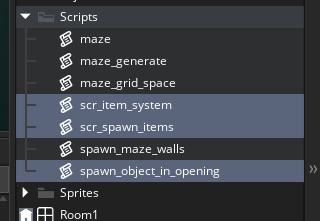 Scripts
maze
maze_generate
maze_grid_space
scr_item_system
scr_spawn_items
spawn_maze_walls
spawn_object_in_opening
Sprites
Room1